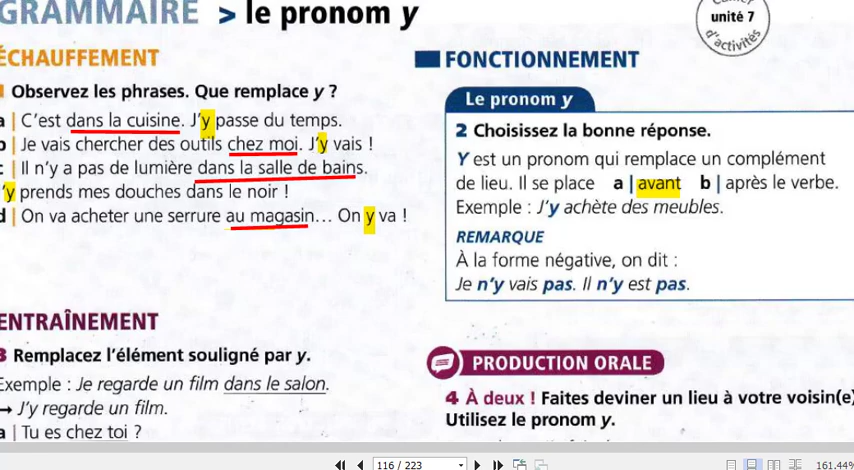 GRAMMAIRE > le pronom y
unité 7
d'activités
ÉCHAUFFEMENT
Observez les phrases. Que remplace y ?
a | C'est dans la cuisine. J'y passe du temps.
b | Je vais chercher des outils chez moi. J'y vais !
c | Il n'y a pas de lumière dans la salle de bains.
'y prends mes douches dans le noir !
d | On va acheter une serrure au magasin... On y va !
FONCTIONNEMENT
Le pronom y
2 Choisissez la bonne réponse.
Y est un pronom qui remplace un complément
de lieu. Il se place a | avant b | après le verbe.
Exemple : J'y achète des meubles.
REMARQUE
À la forme négative, on dit :
Je n'y vais pas. Il n'y est pas.
ENTRAÎNEMENT
3 Remplacez l'élément souligné par y.
Exemple : Je regarde un film dans le salon.
→ J'y regarde un film.
a | Tu es chez toi ?
PRODUCTION ORALE
4 À deux ! Faites deviner un lieu à votre voisin(e)
Utilisez le pronom y.
116 / 223
161.44%